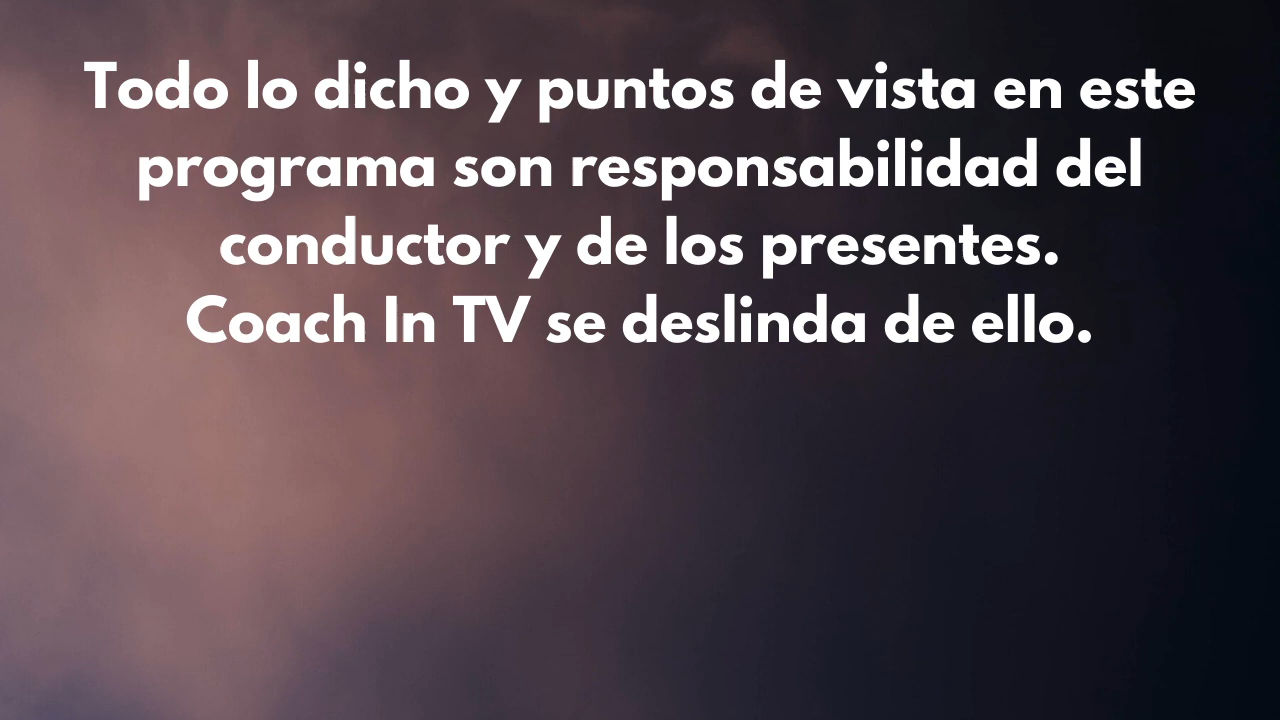 Todo lo dicho y puntos de vista en este
programa son responsabilidad del
conductor y de los presentes.
Coach In TV se deslinda de ello.